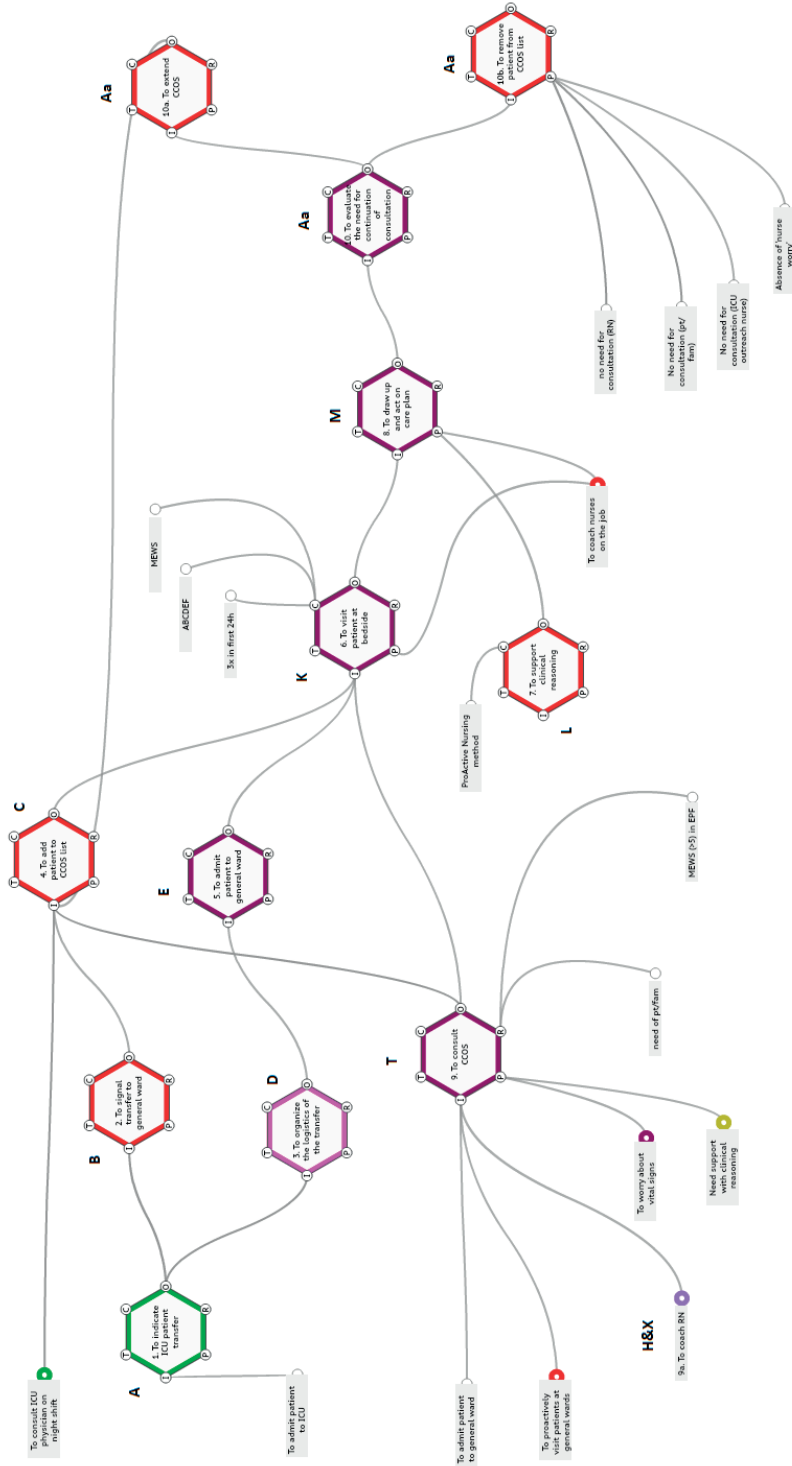 Aa
T
C
O
I
R
P
10a. To extend
CCOS
Aa
T
C
O
I
R
P
10b. To remove
patient from
CCOS list
Aa
T
C
O
I
R
P
10. To evaluate
the need for
continuation
of
consultation
no need for
consultation (RN)
No need for
consultation (pt/
fam)
No need for
consultation (ICU
outreach nurse)
Absence of 'nurse
worry'
M
T
C
O
I
R
P
8. To draw up
and act on
care plan
MEWS
ABCDEF
3x in first 24h
K
T
C
O
I
R
P
6. To visit
patient at
bedside
To coach nurses
on the job
ProActive Nursing
method
L
T
C
O
I
R
P
7. To support
clinical
reasoning
C
T
C
O
I
R
P
4. To add
patient to
CCOS list
E
T
C
O
I
R
P
5. To admit
patient to
general ward
MEWS (>5) in EPF
need of pt/fam
T
T
C
O
I
R
P
9. To consult
CCOS
B
T
C
O
I
R
P
2. To signal
transfer to
general ward
D
T
C
O
I
R
P
3. To organize
the logistics of
the transfer
To worry about
vital signs
Need support
with clinical
reasoning
A
T
C
O
I
R
P
1. To indicate
ICU patient
transfer
H&X
9a. To coach RN
To consult ICU
physician on
night shift
To admit patient
to ICU
To admit patient
to general ward
To proactively
visit patients at
general wards